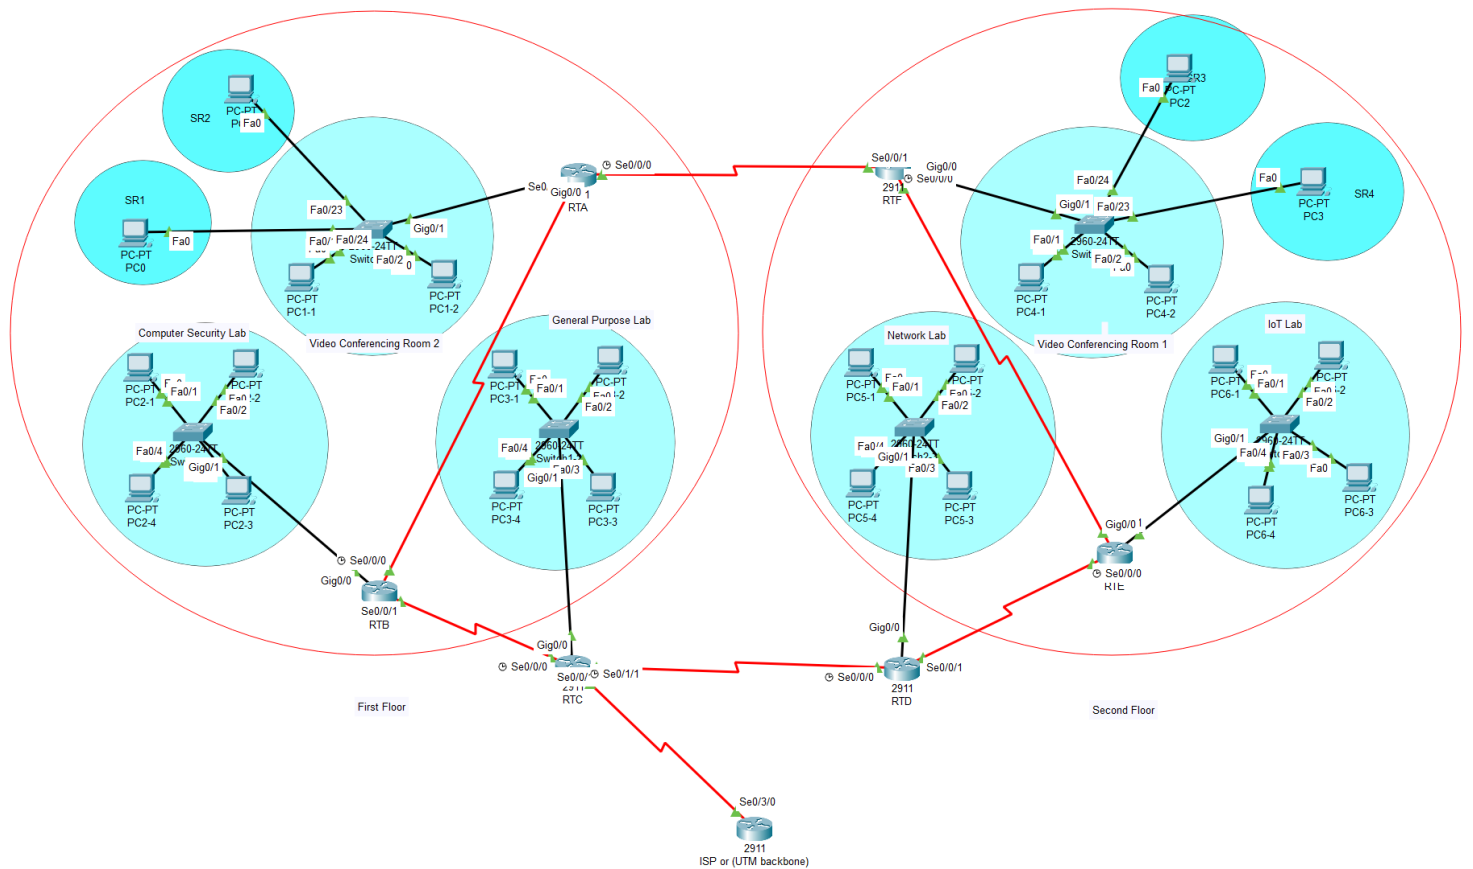 SR2
PC-PT
Fa0
SR1
Fa0
PC-PT
PC0
Fa0/23
Fa0/24
Gig0/1
Fa0/2
PC-PT
PC1-1
PC-PT
PC1-2
Video Conferencing Room 2
Se0/0/0
Gig0/0
RTA
Computer Security Lab
PC-PT
PC2-1
Fa0/1
PC-PT
Fa0/2
Fa0/4
Gig0/1
PC-PT
PC2-4
PC-PT
PC2-3
General Purpose Lab
PC-PT
PC3-1
Fa0/1
PC-PT
Fa0/2
Fa0/3
Gig0/1
PC-PT
PC3-4
PC-PT
PC3-3
Se0/0/0
Gig0/0
Se0/0/1
RTB
Gig0/0
Se0/0/0
Se0/1/1
2911
RTC
First Floor
Se0/0/1
Gig0/0
Se0/0/0
RTF
Fa0
PC-PT
PC2
Fa0
PC-PT
PC3
SR4
Fa0/24
Gig0/1
Fa0/23
Fa0/1
2960-24TT
Fa0/2
PC-PT
PC4-1
PC-PT
PC4-2
Video Conferencing Room 1
Network Lab
PC-PT
PC5-1
Fa0/1
PC-PT
Fa0/2
Fa0/4
Gig0/1
Fa0/3
PC-PT
PC5-4
PC-PT
PC5-3
IoT Lab
PC-PT
PC6-1
Fa0/1
PC-PT
Fa0/2
Gig0/1
Fa0/4
Fa0/3
Fa0
PC-PT
PC6-4
PC-PT
PC6-3
Gig0/0
Se0/0/0
RTE
Gig0/0
Se0/0/0
Se0/0/1
2911
RTD
Second Floor
Se0/3/0
2911
ISP or (UTM backbone)